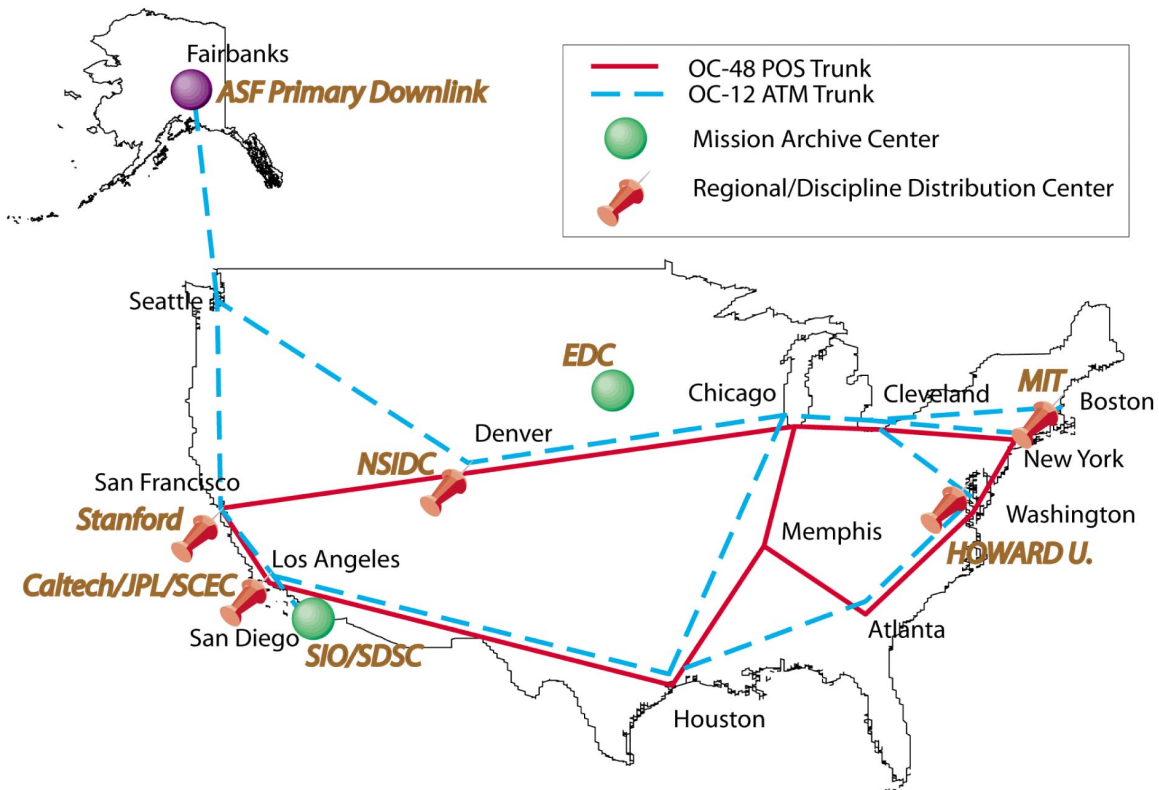 Fairbanks
ASF Primary Downlink
OC-48 POS Trunk
OC-12 ATM Trunk
Mission Archive Center
Regional/Discipline Distribution Center
Seattle
EDC
Chicago
Cleveland
MIT
Boston
Denver
NSIDC
New York
San Francisco
Stanford
Washington
Memphis
HOWARD U.
Los Angeles
Caltech/JPL/SCEC
San Diego
SIO/SDSC
Atlanta
Houston